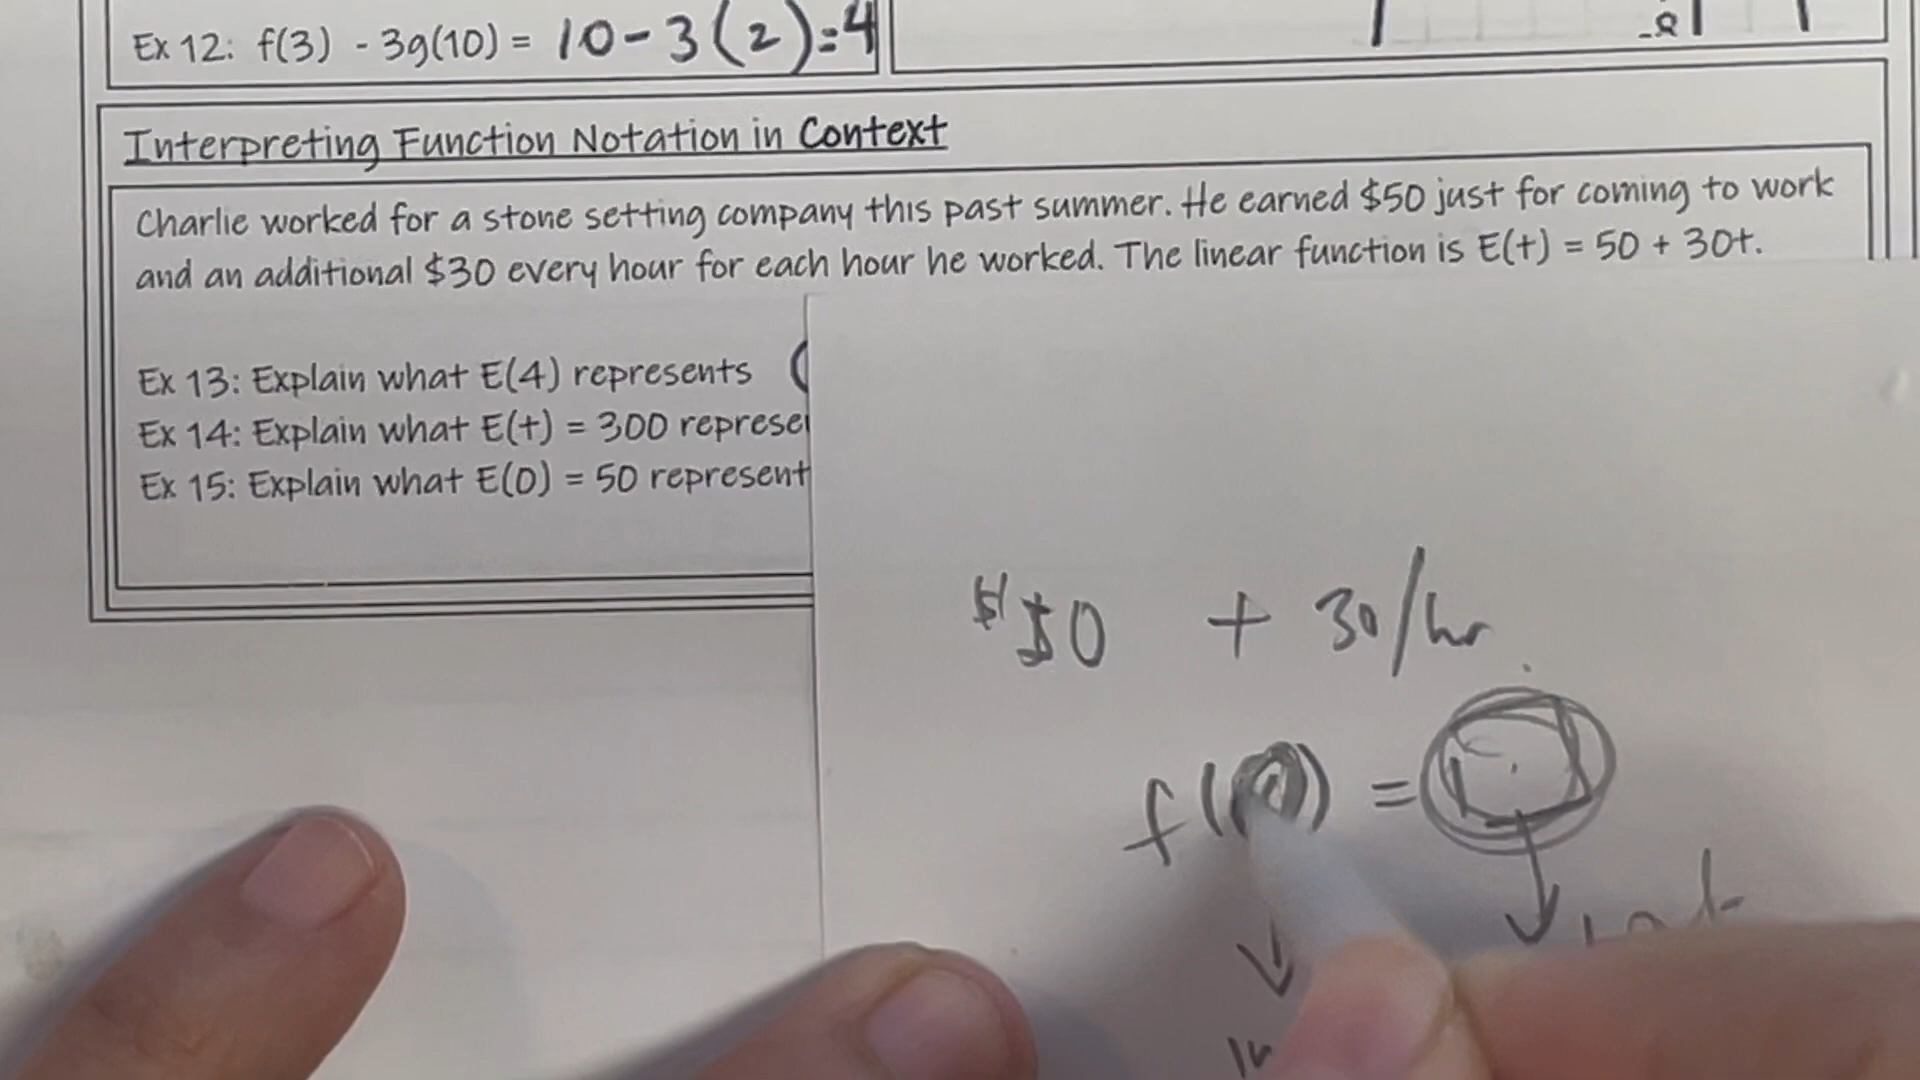 Ex 12: f(3) - 3g(10) = 10-3(2)=4
-8
Interpreting Function Notation in Context
Charlie worked for a stone setting company this past summer. He earned $50 just for coming to work
and an additional $30 every hour for each hour he worked. The linear function is E(t) = 50 + 30t.
Ex 13: Explain what E(4) represents (
Ex 14: Explain what E(t) = 300 represe
Ex 15: Explain what E(0) = 50 represent
$50 + 30/hr
f( ) =